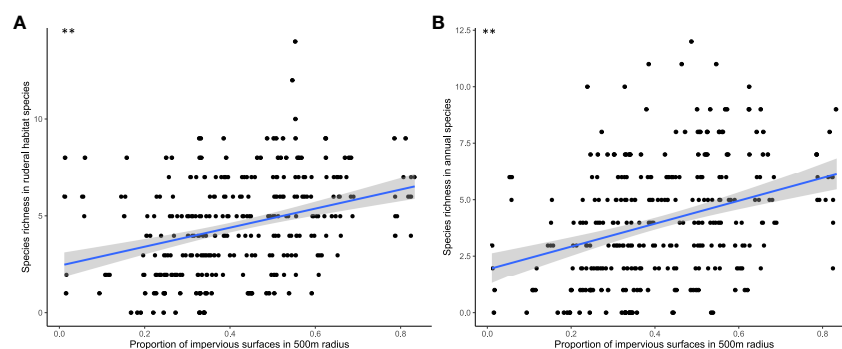 A
**
Species richness in ruderal habitat species
10
5
0
0.0 0.2 0.4 0.6 0.8
Proportion of impervious surfaces in 500m radius
B
**
Species richness in annual species
12.5
10.0
7.5
5.0
2.5
0.0
0.0 0.2 0.4 0.6 0.8
Proportion of impervious surfaces in 500m radius